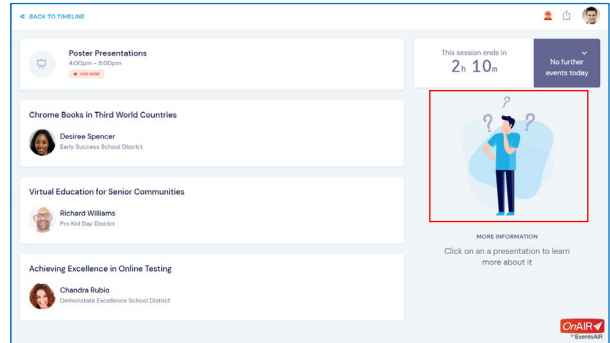 < BACK TO TIMELINE
Poster Presentations
4:00pm - 8:00pm
LIVE NOW
This session ends in
2h 10m
No further
events today
Chrome Books in Third World Countries
Desiree Spencer
Early Success School District
? ? ?
Virtual Education for Senior Communities
Richard Williams
Pro Kid Day District
MORE INFORMATION
Click on an a presentation to learn
more about it
Achieving Excellence in Online Testing
Chandra Rubio
Demonstate Excellence School District
OnAIR
BY EventsAIR